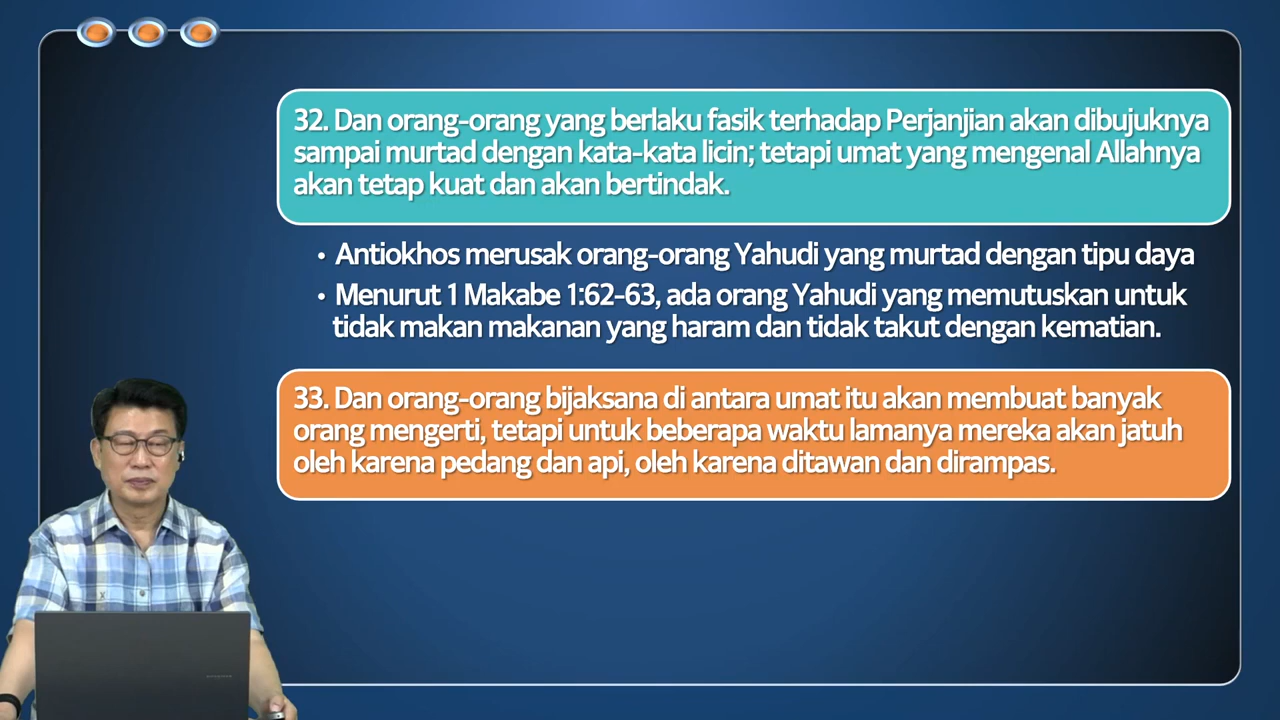 32. Dan orang-orang yang berlaku fasik terhadap Perjanjian akan dibujuknya
sampai murtad dengan kata-kata licin; tetapi umat yang mengenal Allahnya
akan tetap kuat dan akan bertindak.
• Antiokhos merusak orang-orang Yahudi yang murtad dengan tipu daya
• Menurut 1 Makabe 1:62-63, ada orang Yahudi yang memutuskan untuk
tidak makan makanan yang haram dan tidak takut dengan kematian.
33. Dan orang-orang bijaksana di antara umat itu akan membuat banyak
orang mengerti, tetapi untuk beberapa waktu lamanya mereka akan jatuh
oleh karena pedang dan api, oleh karena ditawan dan dirampas.